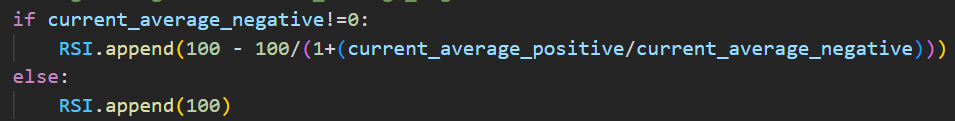 if current_average_negative!=0:
    RSI.append(100 - 100/(1+(current_average_positive/current_average_negative)))
else:
    RSI.append(100)